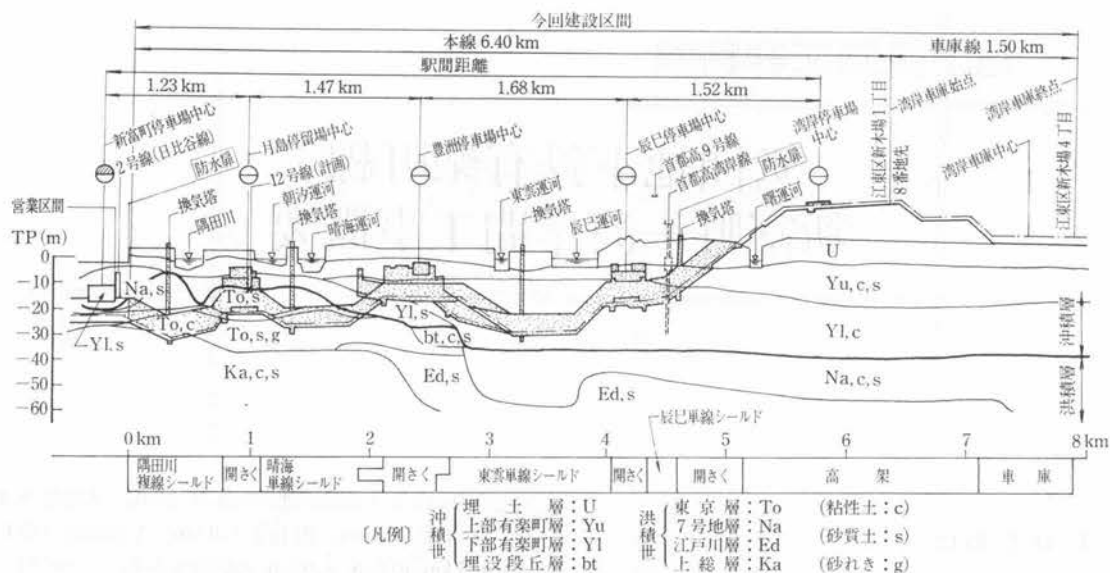 今回建設区間
本線 6.40 km
車庫線 1.50 km
駅間距離
1.23 km
1.47 km
1.68 km
1.52 km
新富町停車場中心
2号線(日比谷線)
防水扉
換気塔
隅田川
月島停留場中心
12号線(計画)
朝汐運河
換気塔
晴海運河
豊洲停車場中心
東雲運河
換気塔
辰巳運河
辰巳停車場中心
首都高9号線
首都高湾岸線
換気塔
防水扉
曙運河
湾岸停車場中心
江東区新木場1丁目8番地先
湾岸車庫始点
湾岸車庫中心
湾岸車庫終点
江東区新木場4丁目
営業区間
TP(m)
0
-10
-20
-30
-40
-50
-60
Na,s
To,s
To,c
To,s,g
Yl,s
Yl,s
bt,c,s
Ka,c,s
Ed,s
Ed,s
U
Yu,c,s
Yl,c
Na,c,s
沖積層
洪積層
辰巳単線シールド
0 km
1
2
3
4
5
6
7
8 km
隅田川複線シールド
開さく
晴海単線シールド
開さく
東雲単線シールド
開さく
開さく
高架
車庫
〔凡例〕
沖積世
埋土層:U
上部有楽町層:Yu
下部有楽町層:Yl
埋没段丘層:bt
洪積世
東京層:To
7号地層:Na
江戸川層:Ed
上総層:Ka
(粘性土:c)
(砂質土:s)
(砂れき:g)